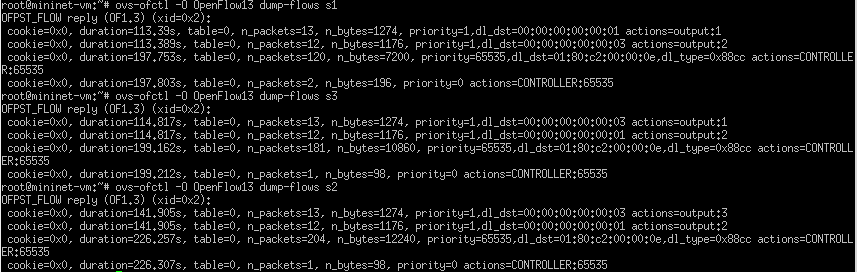 root@mininet-vm:~# ovs-ofctl -O OpenFlow13 dump-flows s1
OFPST_FLOW reply (OF1.3) (xid=0x2):
 cookie=0x0, duration=113.39s, table=0, n_packets=13, n_bytes=1274, priority=1,dl_dst=00:00:00:00:00:01 actions=output:1
 cookie=0x0, duration=113.389s, table=0, n_packets=12, n_bytes=1176, priority=1,dl_dst=00:00:00:00:00:03 actions=output:2
 cookie=0x0, duration=197.753s, table=0, n_packets=120, n_bytes=7200, priority=65535,dl_dst=01:80:c2:00:00:0e,dl_type=0x88cc actions=CONTROLLE
R:65535
 cookie=0x0, duration=197.803s, table=0, n_packets=2, n_bytes=196, priority=0 actions=CONTROLLER:65535
root@mininet-vm:~# ovs-ofctl -O OpenFlow13 dump-flows s3
OFPST_FLOW reply (OF1.3) (xid=0x2):
 cookie=0x0, duration=114.817s, table=0, n_packets=13, n_bytes=1274, priority=1,dl_dst=00:00:00:00:00:03 actions=output:1
 cookie=0x0, duration=114.817s, table=0, n_packets=12, n_bytes=1176, priority=1,dl_dst=00:00:00:00:00:01 actions=output:2
 cookie=0x0, duration=199.162s, table=0, n_packets=181, n_bytes=10860, priority=65535,dl_dst=01:80:c2:00:00:0e,dl_type=0x88cc actions=CONTROLL
ER:65535
 cookie=0x0, duration=199.212s, table=0, n_packets=1, n_bytes=98, priority=0 actions=CONTROLLER:65535
root@mininet-vm:~# ovs-ofctl -O OpenFlow13 dump-flows s2
OFPST_FLOW reply (OF1.3) (xid=0x2):
 cookie=0x0, duration=141.905s, table=0, n_packets=13, n_bytes=1274, priority=1,dl_dst=00:00:00:00:00:03 actions=output:3
 cookie=0x0, duration=141.905s, table=0, n_packets=12, n_bytes=1176, priority=1,dl_dst=00:00:00:00:00:01 actions=output:2
 cookie=0x0, duration=226.257s, table=0, n_packets=204, n_bytes=12240, priority=65535,dl_dst=01:80:c2:00:00:0e,dl_type=0x88cc actions=CONTROLL
ER:65535
 cookie=0x0, duration=226.307s, table=0, n_packets=1, n_bytes=98, priority=0 actions=CONTROLLER:65535